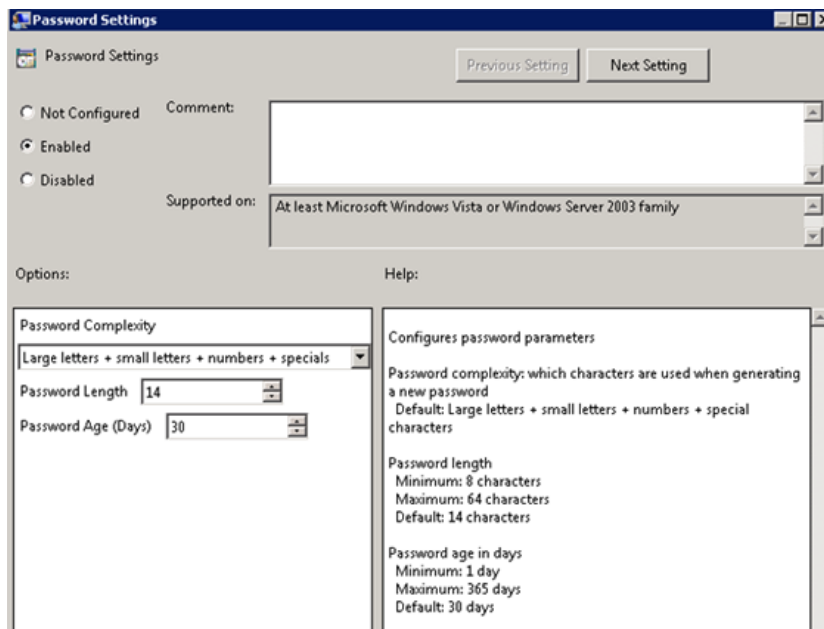 Password Settings
Password Settings
Previous Setting
Next Setting
Not Configured
Comment:
Enabled
Disabled
Supported on:
At least Microsoft Windows Vista or Windows Server 2003 family
Options:
Help:
Password Complexity
Large letters + small letters + numbers + specials
Password Length 14
Password Age (Days) 30
Configures password parameters
Password complexity: which characters are used when generating
a new password
Default: Large letters + small letters + numbers + special
characters
Password length
Minimum: 8 characters
Maximum: 64 characters
Default: 14 characters
Password age in days
Minimum: 1 day
Maximum: 365 days
Default: 30 days